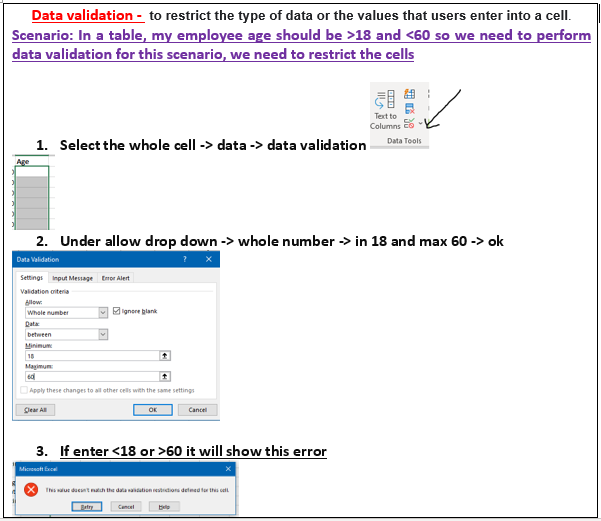 Data validation - to restrict the type of data or the values that users enter into a cell.
Scenario: In a table, my employee age should be >18 and <60 so we need to perform
data validation for this scenario, we need to restrict the cells
Text to
Columns
Data Tools
1. Select the whole cell -> data -> data validation
Age
2. Under allow drop down -> whole number -> in 18 and max 60 -> ok
Data Validation ? ×
Settings Input Message Error Alert
Validation criteria
Allow:
Whole number Ignore blank
Data:
between
Minimum:
18
Maximum:
60
Apply these changes to all other cells with the same settings
Clear All OK Cancel
3. If enter <18 or >60 it will show this error
Microsoft Excel ×
This value doesn't match the data validation restrictions defined for this cell.
Retry Cancel Help